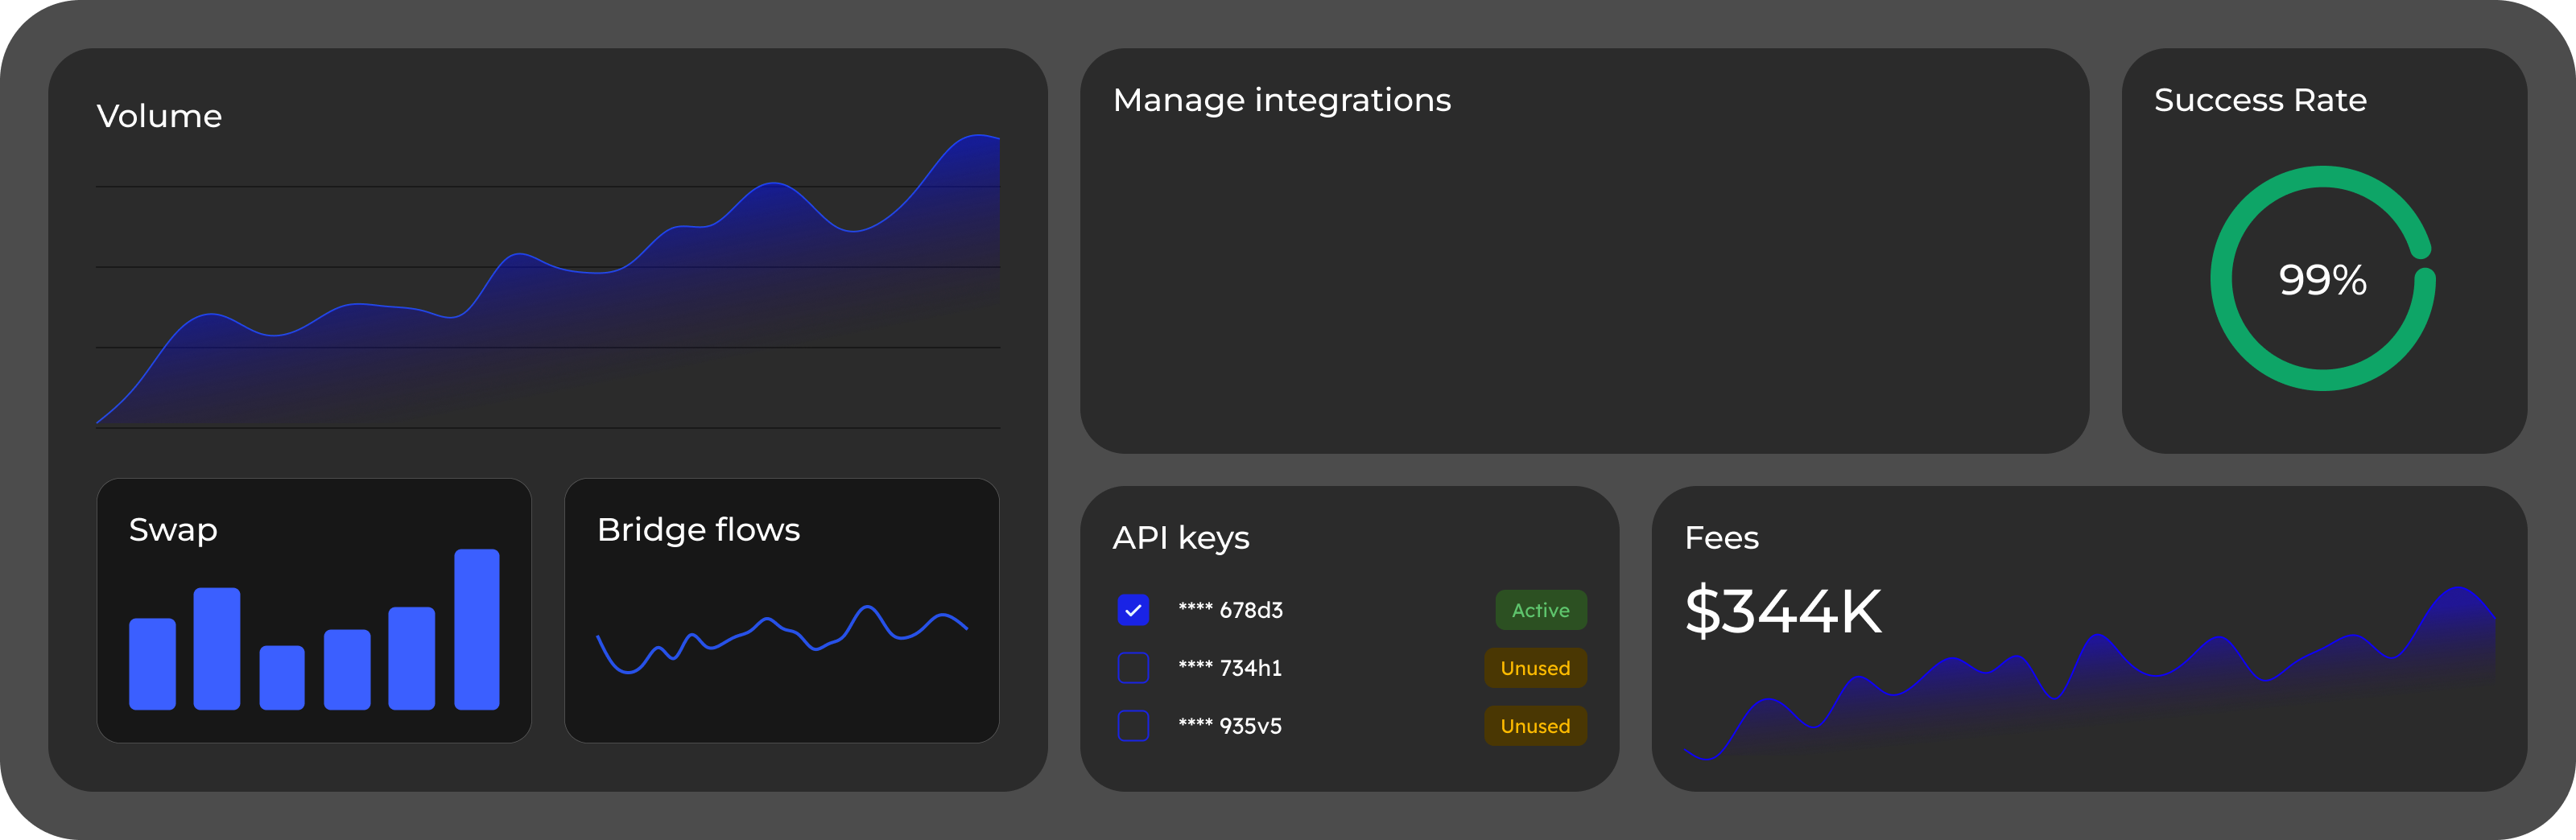 Volume
Swap
Bridge flows
Manage integrations
Success Rate
99%
API keys
**** 678d3 Active
**** 734h1 Unused
**** 935v5 Unused
Fees
$344K